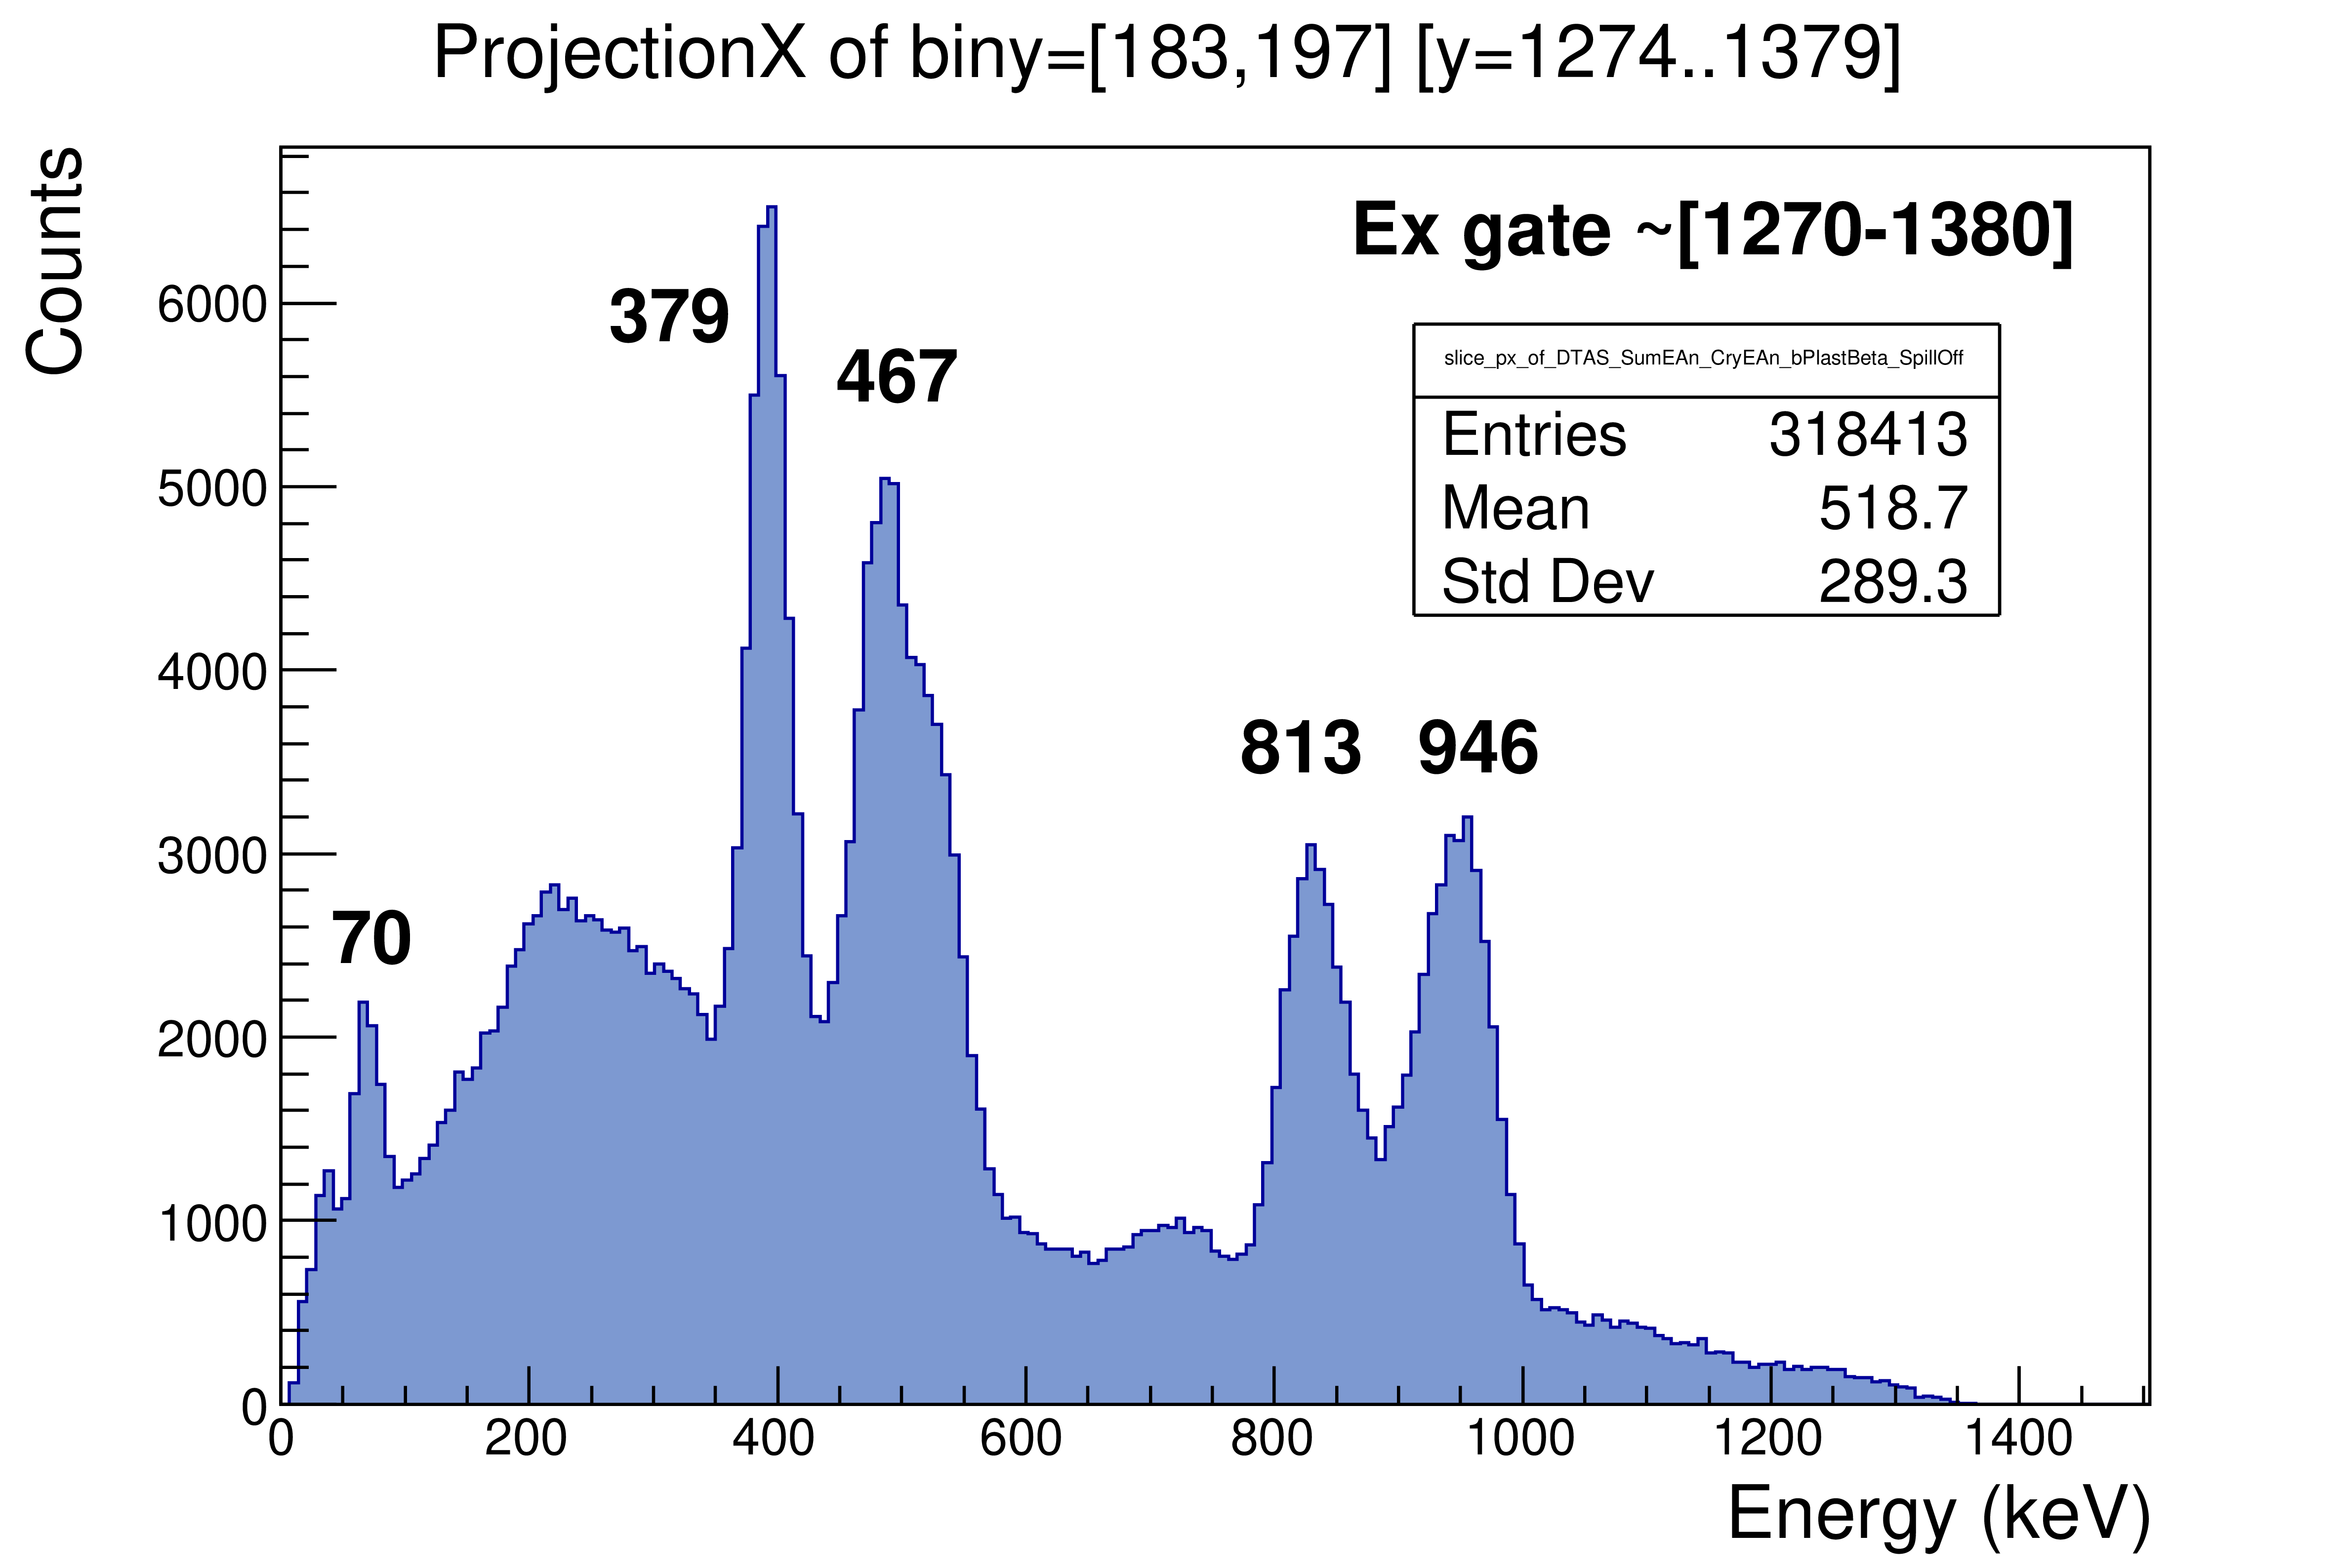 ProjectionX of biny=[183,197] [y=1274..1379]
Counts
Ex gate ~[1270-1380]
slice_px_of_DTAS_SumEAn_CryEAn_bPlastBeta_SpillOff
Entries 318413
Mean 518.7
Std Dev 289.3
379
467
813
946
70
6000
5000
4000
3000
2000
1000
0
0 200 400 600 800 1000 1200 1400
Energy (keV)